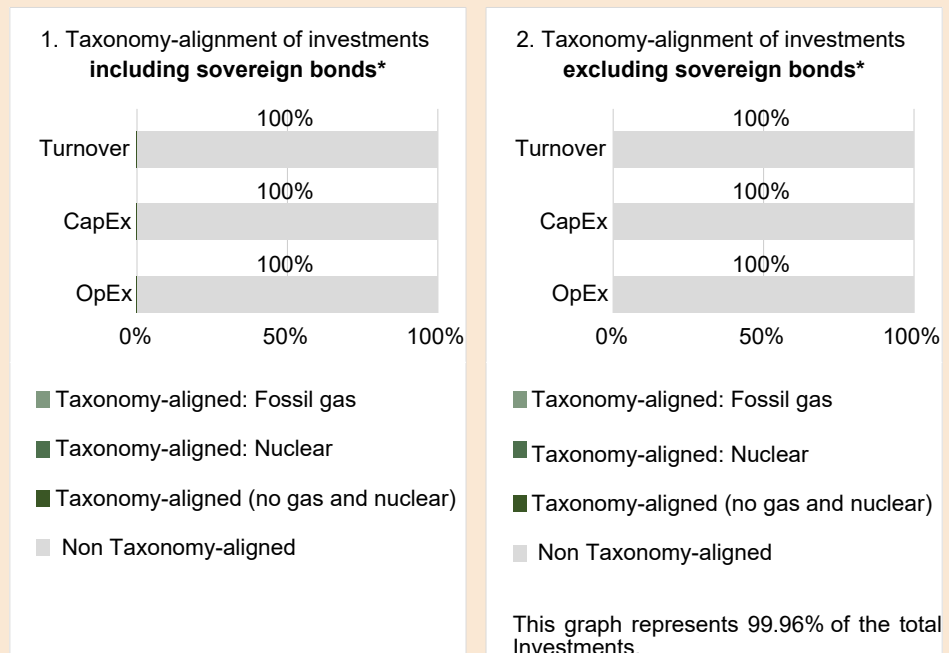 1. Taxonomy-alignment of investments
including sovereign bonds*
100%
Turnover
100%
CapEx
100%
OpEx
0% 50% 100%
Taxonomy-aligned: Fossil gas
Taxonomy-aligned: Nuclear
Taxonomy-aligned (no gas and nuclear)
Non Taxonomy-aligned
2. Taxonomy-alignment of investments
excluding sovereign bonds*
100%
Turnover
100%
CapEx
100%
OpEx
0% 50% 100%
Taxonomy-aligned: Fossil gas
Taxonomy-aligned: Nuclear
Taxonomy-aligned (no gas and nuclear)
Non Taxonomy-aligned
This graph represents 99.96% of the total
Investments.